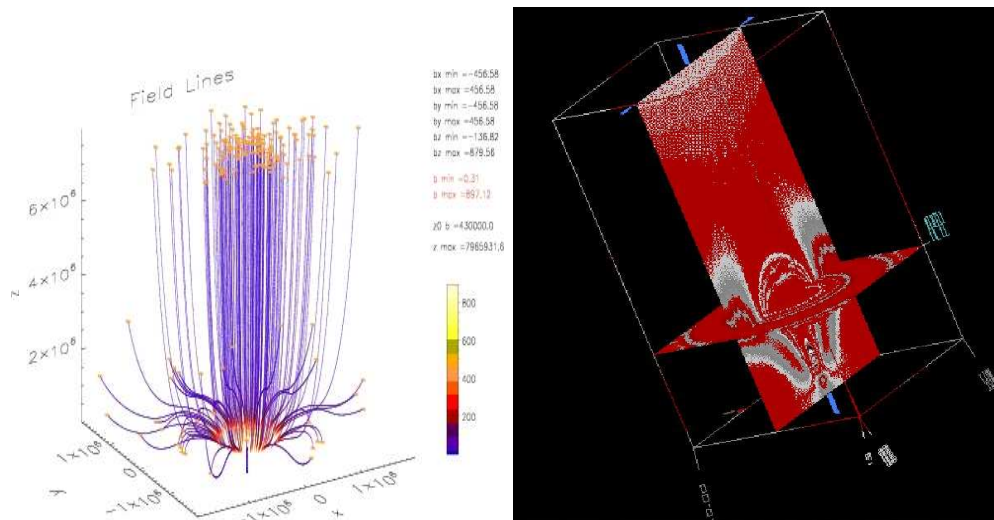 Field Lines
bx min =-456.58
bx max =456.58
by min =-456.58
by max =456.58
bz min =-136.82
bz max =879.56
b min =0.31
b max =897.12
z0 b =430000.0
z max =7965931.6
z
6×10⁶
4×10⁶
2×10⁶
800
600
400
200
1×10⁶
0
-1×10⁶
y
-1×10⁶
0
1×10⁶
x